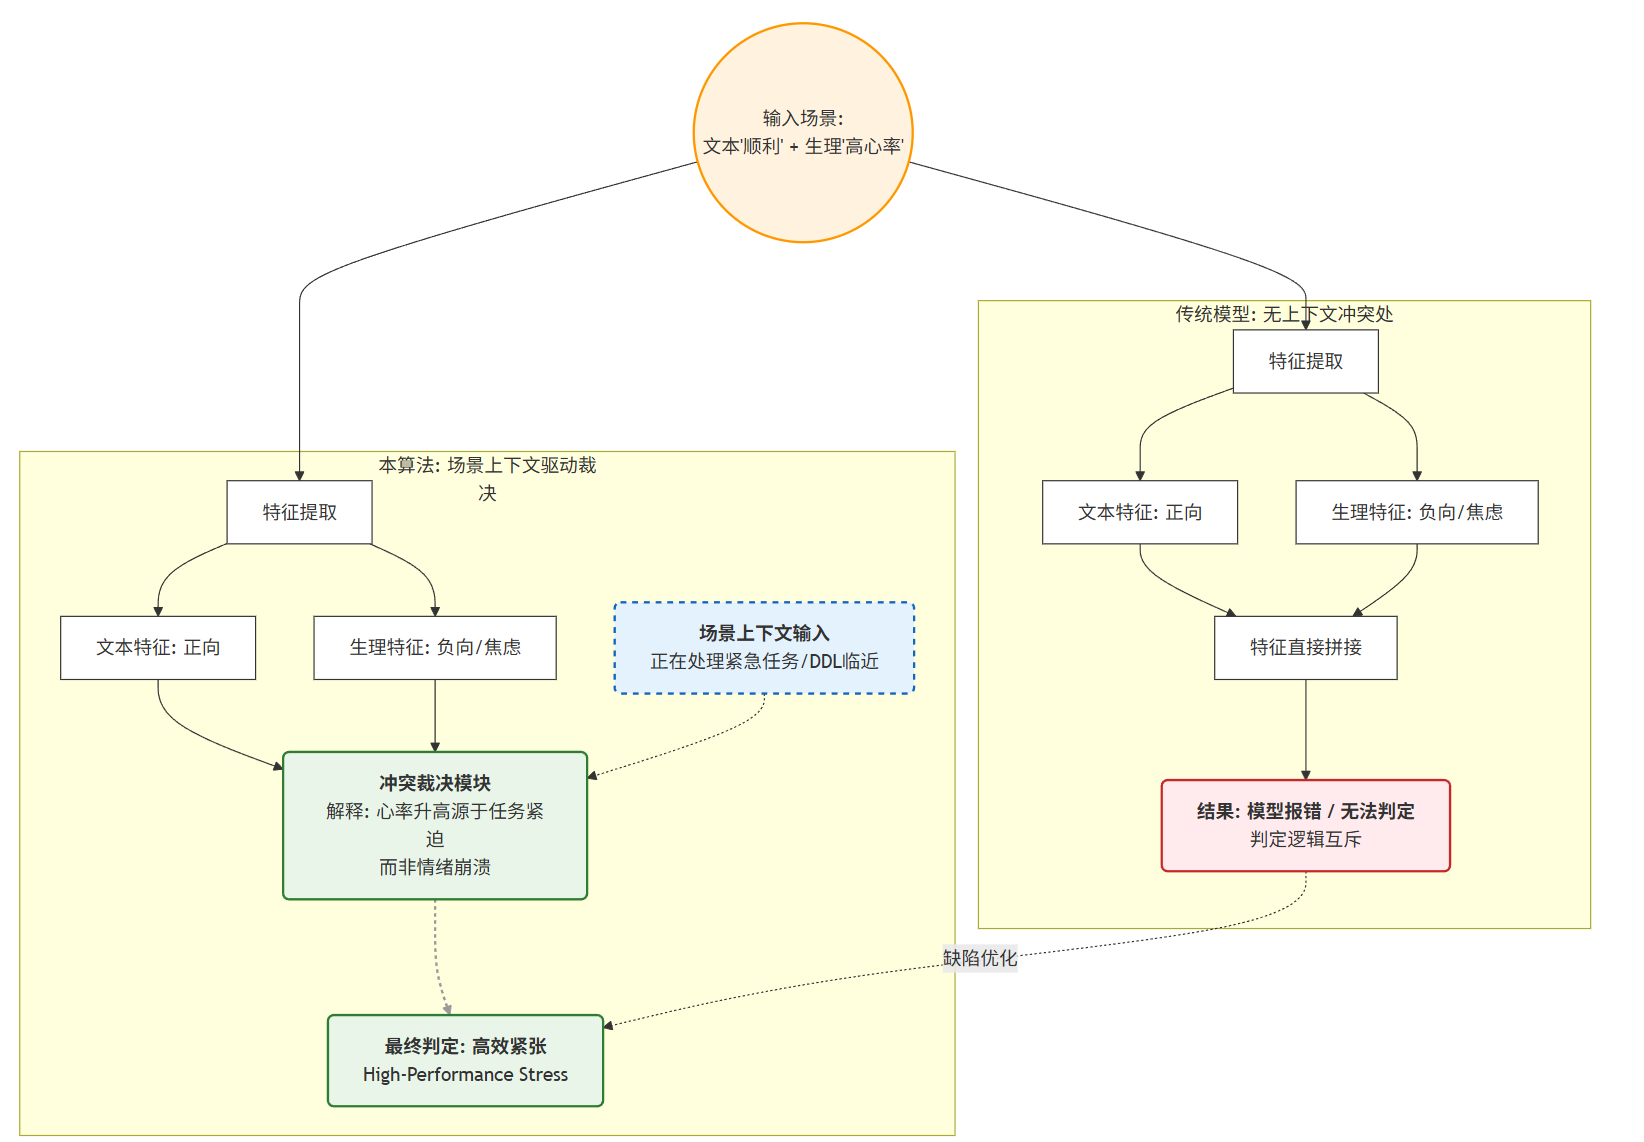 输入场景:
文本'顺利' + 生理'高心率'
传统模型: 无上下文冲突处
特征提取
文本特征: 正向
生理特征: 负向/焦虑
特征直接拼接
结果: 模型报错 / 无法判定
判定逻辑互斥
本算法: 场景上下文驱动裁
决
特征提取
文本特征: 正向
生理特征: 负向/焦虑
场景上下文输入
正在处理紧急任务/DDL临近
冲突裁决模块
解释: 心率升高源于任务紧
迫
而非情绪崩溃
缺陷优化
最终判定: 高效紧张
High-Performance Stress